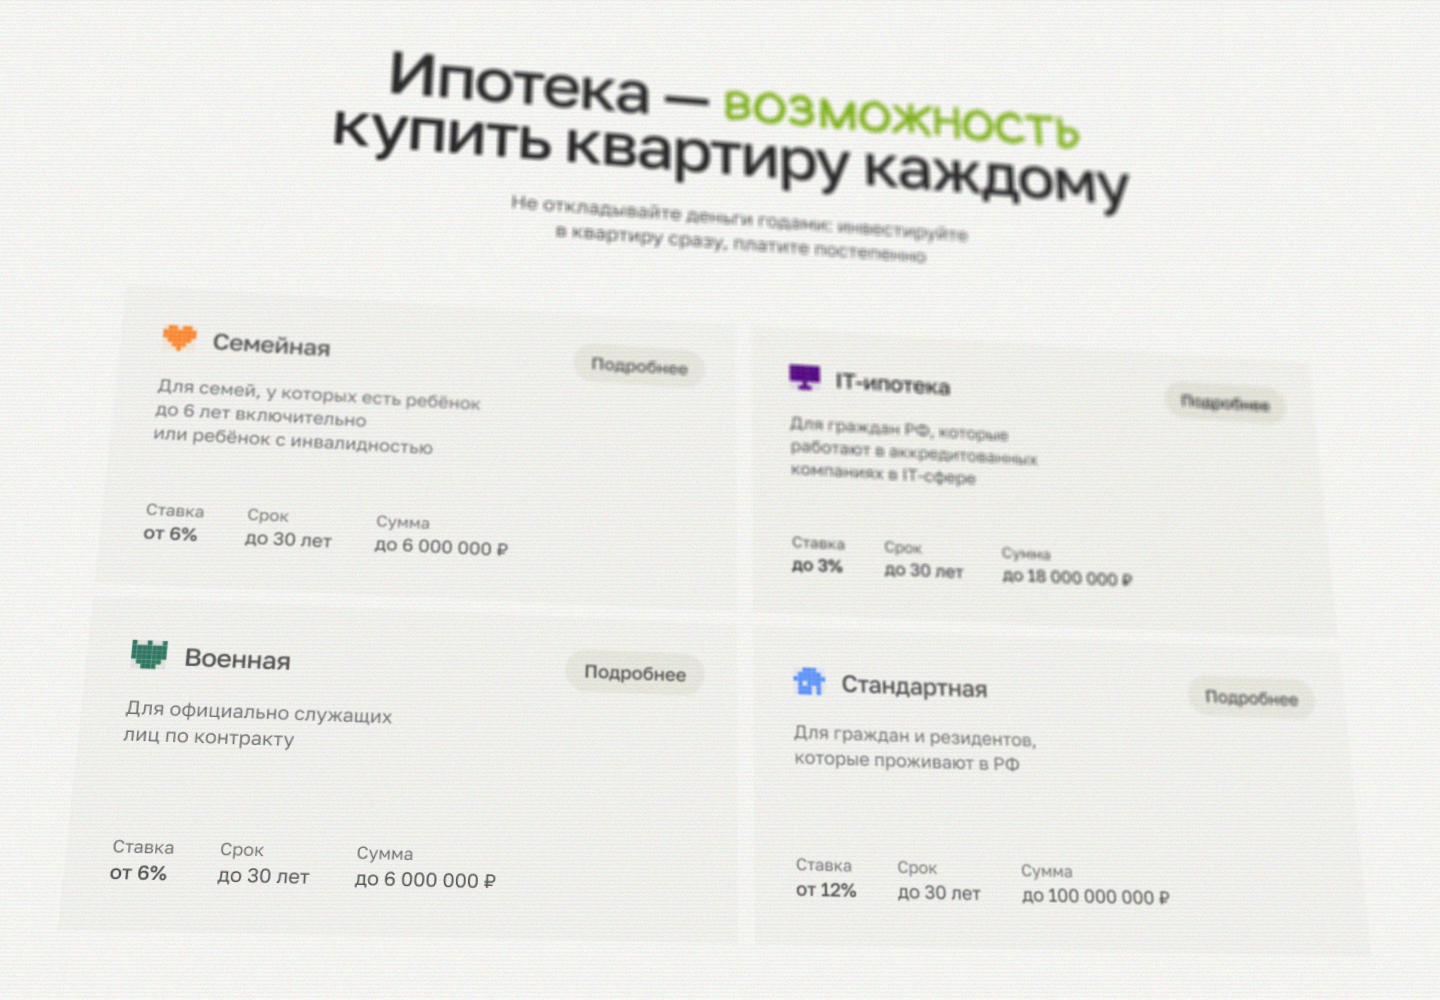 Ипотека — возможность
купить квартиру каждому
Не откладывайте деньги годами: инвестируйте
в квартиру сразу, платите постепенно
Семейная
Подробнее
Для семей, у которых есть ребёнок
до 6 лет включительно
или ребёнок с инвалидностью
Ставка Срок Сумма
от 6% до 30 лет до 6 000 000 ₽
IT-ипотека
Подробнее
Для граждан РФ, которые
работают в аккредитованных
компаниях в IT-сфере
Ставка Срок Сумма
до 3% до 30 лет до 18 000 000 ₽
Военная
Подробнее
Для официально служащих
лиц по контракту
Ставка Срок Сумма
от 6% до 30 лет до 6 000 000 ₽
Стандартная
Подробнее
Для граждан и резидентов,
которые проживают в РФ
Ставка Срок Сумма
от 12% до 30 лет до 100 000 000 ₽